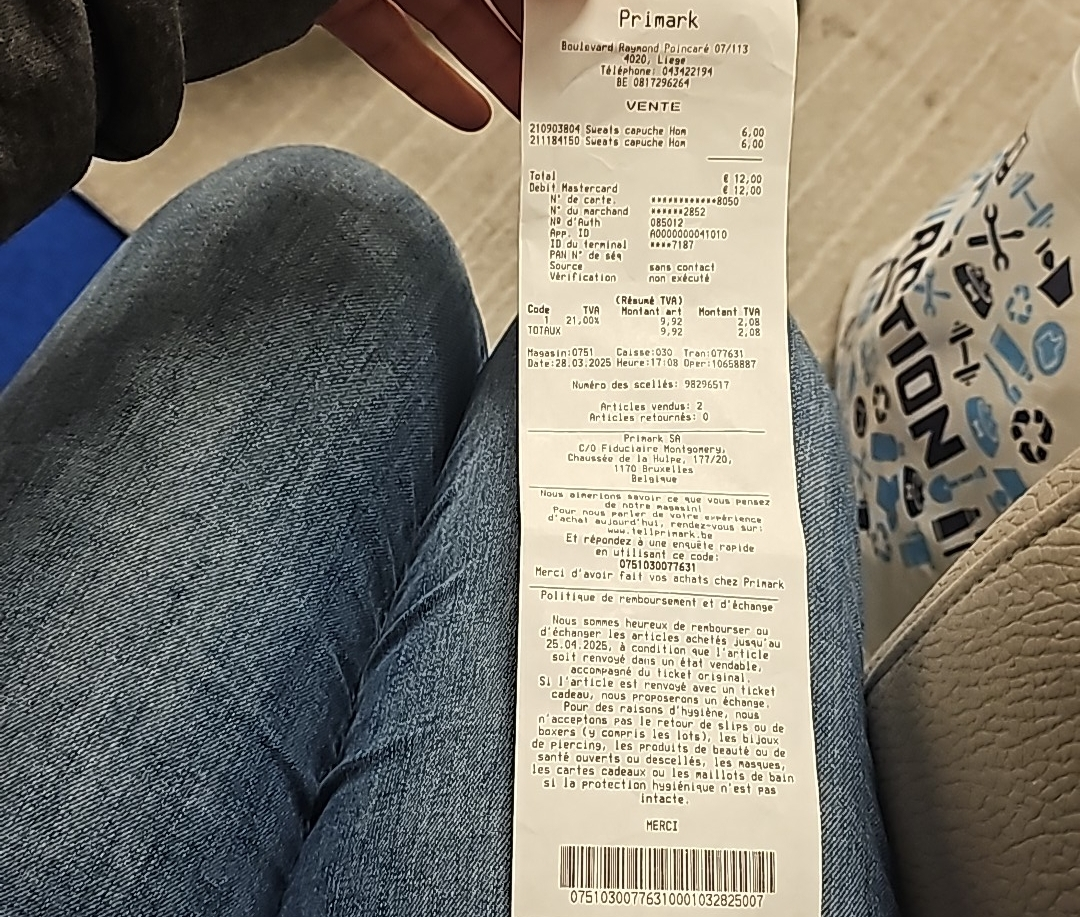 Primark
Boulevard Raymond Poincaré 07/113
4020, Liege
Téléphone: 043422194
BE 0817296264
VENTE
210903804 Sweats capuche Hom 6,00
211184150 Sweats capuche Hom 6,00
Total € 12,00
Debit Mastercard € 12,00
N° de carte. ************8050
N° du marchand ******2852
Nº d'Auth 085012
App. ID A0000000041010
ID du terminal ****7187
PAN N° de séq
Source sans contact
Vérification non exécuté
(Résumé TVA)
Code TVA Montant art Montant TVA
1 21,00% 9,92 2,08
TOTAUX 9,92 2,08
Magasin:0751 Caisse:030 Tran:077631
Date:28.03.2025 Heure:17:08 Oper:10658887
Numéro des scellés: 98296517
Articles vendus: 2
Articles retournés: 0
Primark SA
C/O Fiduciaire Montgomery,
Chaussée de la Hulpe, 177/20,
1170 Bruxelles
Belgique
Nous aimerions savoir ce que vous pensez
de notre magasin!
Pour nous parler de votre expérience
d'achat aujourd'hui, rendez-vous sur:
www.tellprimark.be
Et répondez à une enquête rapide
en utilisant ce code:
0751030077631
Merci d'avoir fait vos achats chez Primark
Politique de remboursement et d'échange
Nous sommes heureux de rembourser ou
d'échanger les articles achetés jusqu'au
25.04.2025, à condition que l'article
soit renvoyé dans un état vendable,
accompagné du ticket original.
Si l'article est renvoyé avec un ticket
cadeau, nous proposerons un échange.
Pour des raisons d'hygiène, nous
n'acceptons pas le retour de slips ou de
boxers (y compris les lots), les bijoux
de piercing, les produits de beauté ou de
santé ouverts ou descellés, les masques,
les cartes cadeaux ou les maillots de bain
si la protection hygiénique n'est pas
intacte.
MERCI
07510300776310001032825007
ACTION